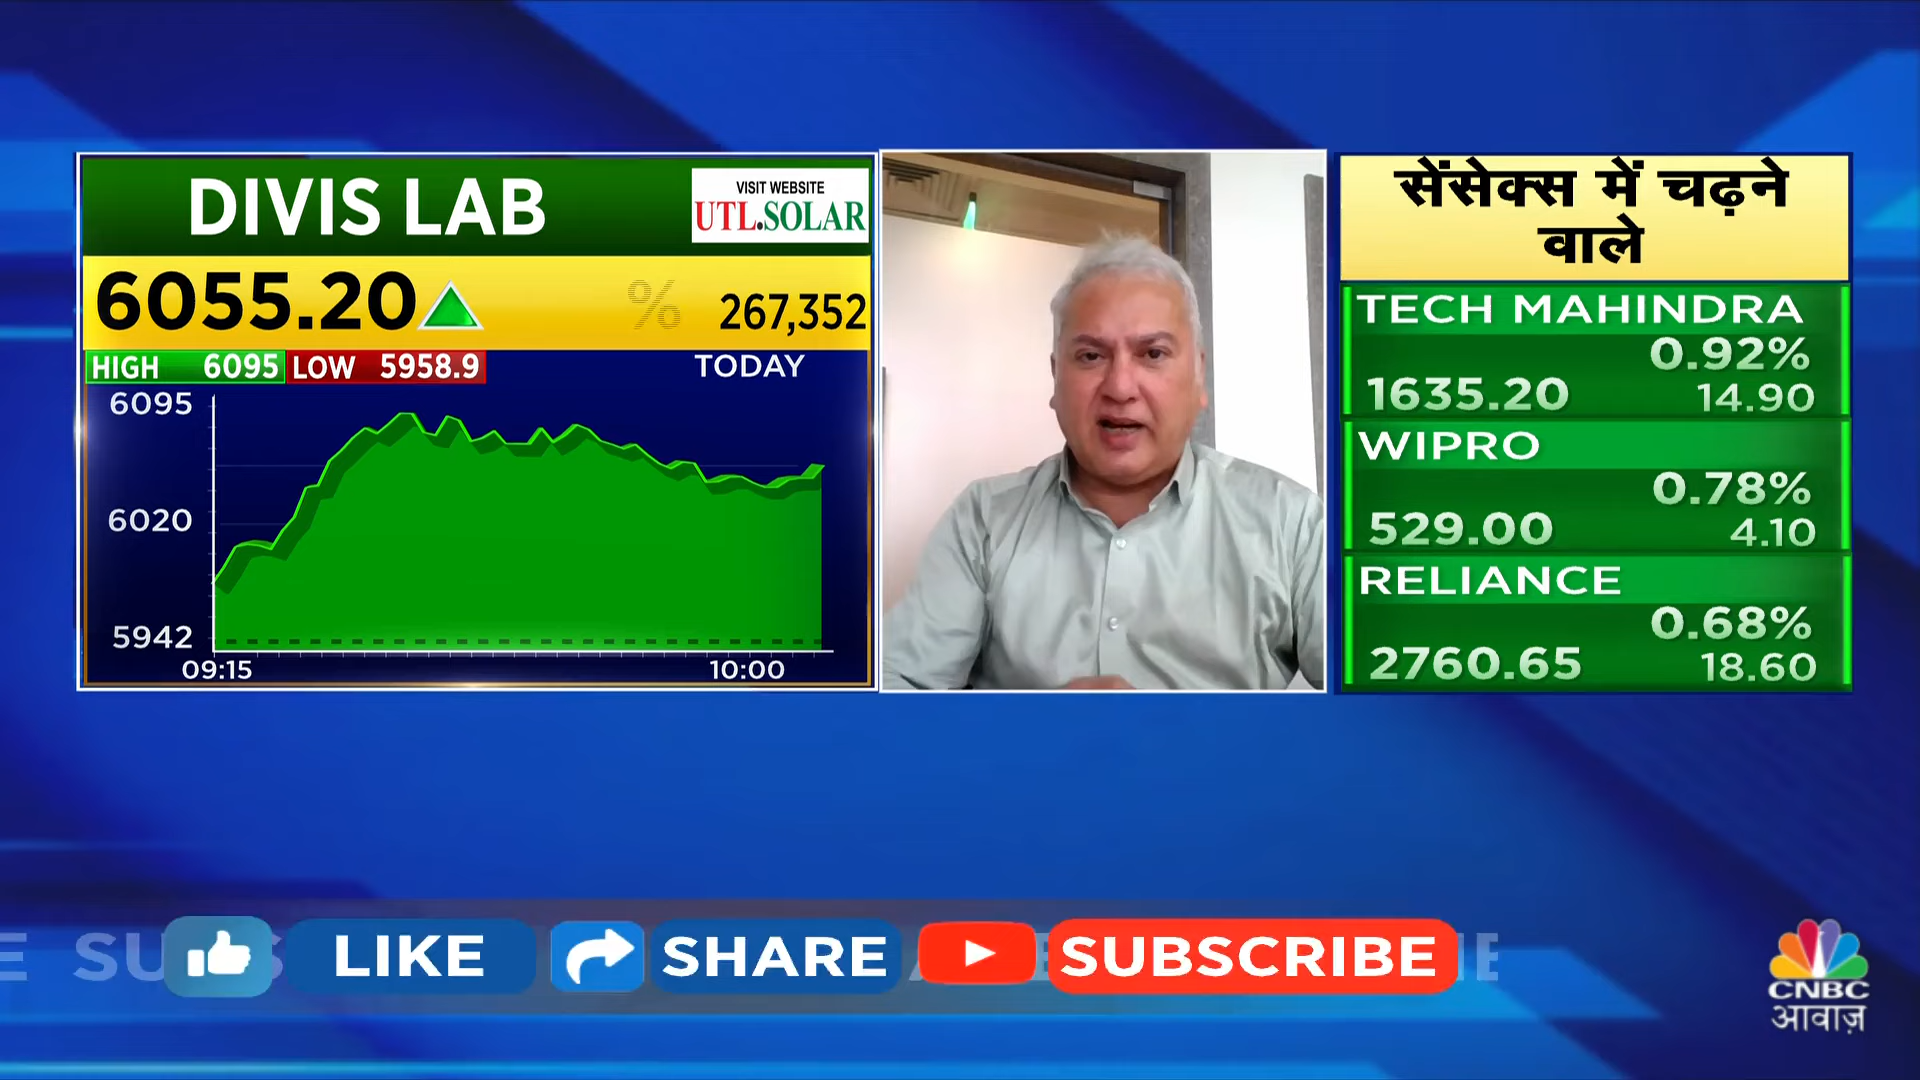 DIVIS LAB
VISIT WEBSITE
UTL.SOLAR
6055.20
%
267,352
HIGH 6095 LOW 5958.9
TODAY
6095
6020
5942
09:15
10:00
सेंसेक्स में चढ़ने
वाले
TECH MAHINDRA
0.92%
1635.20
14.90
WIPRO
0.78%
529.00
4.10
RELIANCE
0.68%
2760.65
18.60
LIKE
SHARE
SUBSCRIBE
CNBC
आवाज़